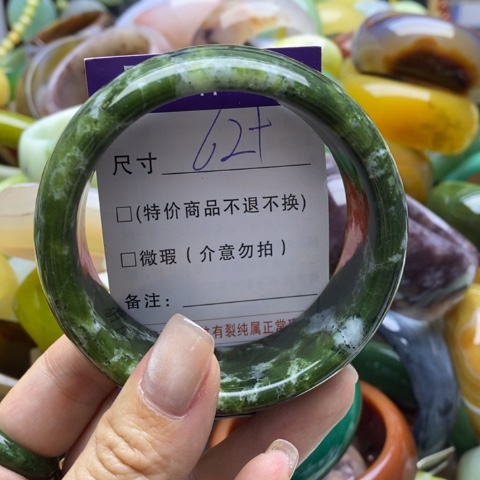 尺寸 62+
□(特价商品不退不换)
□微瑕(介意勿拍)
备注:
有裂纯属正常